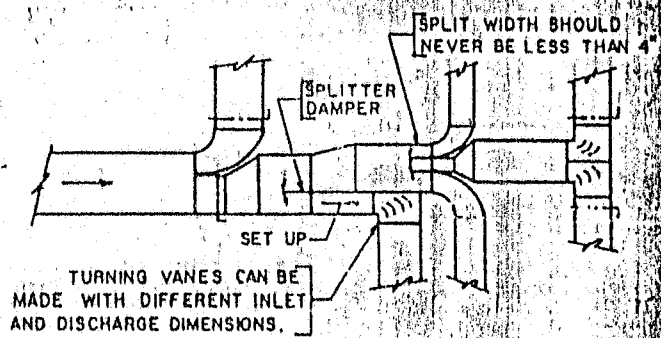 SPLIT WIDTH SHOULD
NEVER BE LESS THAN 4"
SPLITTER
DAMPER
SET UP
TURNING VANES CAN BE
MADE WITH DIFFERENT INLET
AND DISCHARGE DIMENSIONS.